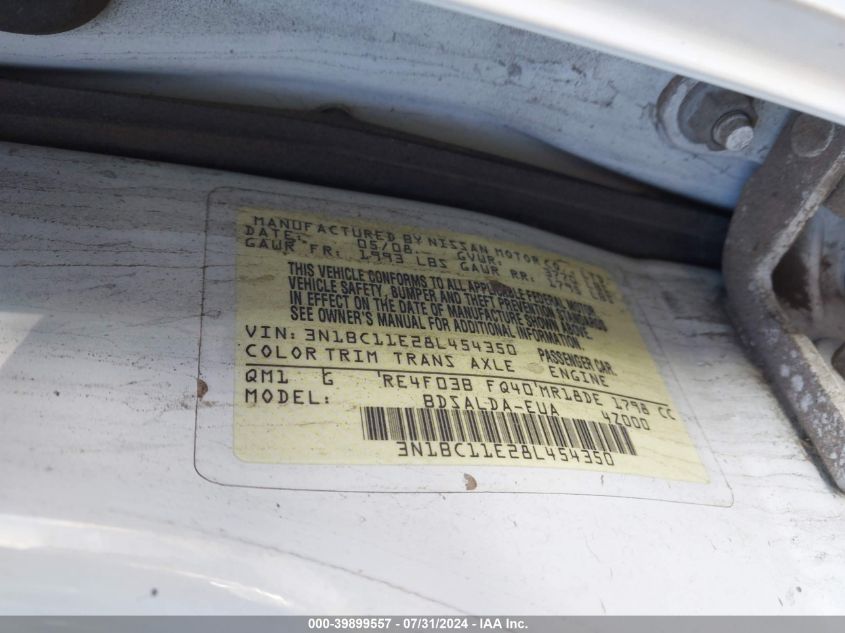 MANUFACTURED BY NISSAN MOTOR CO., LTD.
DATE: 05/08 GVWR: LBS
GAWR FR: 1993 LBS GAWR RR: LBS
THIS VEHICLE CONFORMS TO ALL APPLICABLE FEDERAL MOTOR
VEHICLE SAFETY, BUMPER AND THEFT PREVENTION STANDARDS
IN EFFECT ON THE DATE OF MANUFACTURE SHOWN ABOVE.
SEE OWNER'S MANUAL FOR ADDITIONAL INFORMATION.
VIN: 3N1BC11E28L454350 PASSENGER CAR
COLOR TRIM TRANS AXLE ENGINE
QM1 G RE4F03B FQ40 MR18DE 1798 CC
MODEL: BDSALDA-EUA 4Z000
3N1BC11E28L454350
000-39899557 / 07/31/2024 - IAA Inc.